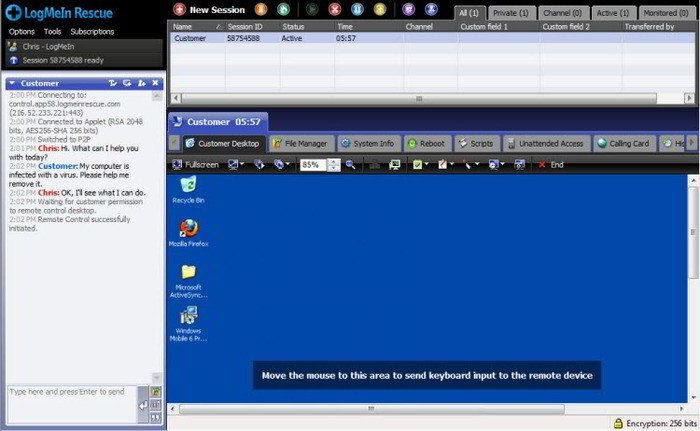 LogMeIn Rescue
Options Tools Subscriptions
Chris - LogMeIn
Session 58754588 ready
Customer
2:00 PM Connecting to:
control.app58.logmeinrescue.com
(216.52.233.221:443)
2:00 PM Connected to Applet (RSA 2048
bits, AES256-SHA 256 bits)
2:00 PM Switched to P2P
2:01 PM Chris: Hi. What can I help you
with today?
2:02 PM Customer: My computer is
infected with a virus. Please help me
remove it.
2:02 PM Chris: OK, I'll see what I can do.
2:02 PM Waiting for customer permission
to remote control desktop.
2:02 PM Remote Control successfully
initiated.
Type here and press Enter to send
New Session
All (1) Private (1) Channel (0) Active (1) Monitored (0)
Name Session ID Status Time Channel Custom field 1 Custom field 2 Transferred by
Customer 58754588 Active 05:57
Customer 05:57
Customer Desktop File Manager System Info Reboot Scripts Unattended Access Calling Card His
Fullscreen 85% End
Recycle Bin
Mozilla Firefox
Microsoft
ActiveSync...
Windows
Mobile 6 Pr...
Move the mouse to this area to send keyboard input to the remote device
Encryption: 256 bits